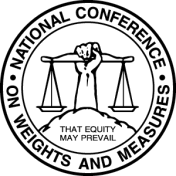 • NATIONAL CONFERENCE •
ON WEIGHTS AND MEASURES
THAT EQUITY
MAY PREVAIL